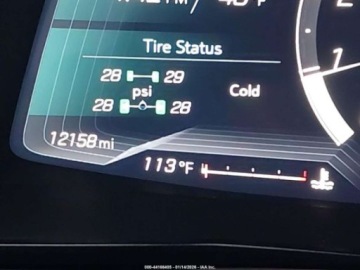 Tire Status
28 29
psi
Cold
28 28
12158 mi
113 °F